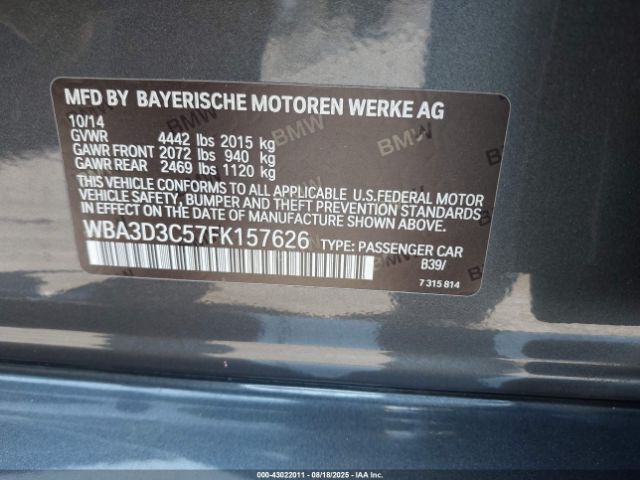 MFD BY BAYERISCHE MOTOREN WERKE AG
10/14
GVWR 4442 lbs 2015 kg
GAWR FRONT 2072 lbs 940 kg
GAWR REAR 2469 lbs 1120 kg
THIS VEHICLE CONFORMS TO ALL APPLICABLE U.S.FEDERAL MOTOR
VEHICLE SAFETY, BUMPER AND THEFT PREVENTION STANDARDS
IN EFFECT ON THE DATE OF MANUFACTURE SHOWN ABOVE.
WBA3D3C57FK157626 TYPE: PASSENGER CAR
B39/
7 315 814
000-43022011 - 08/18/2025 - IAAI.COM